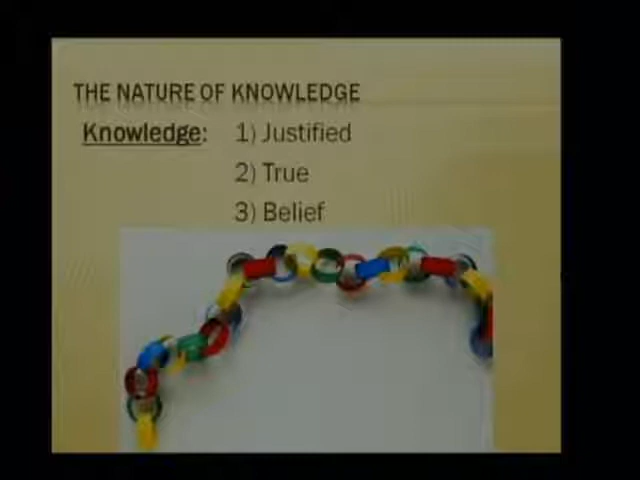 THE NATURE OF KNOWLEDGE
Knowledge: 1) Justified
2) True
3) Belief